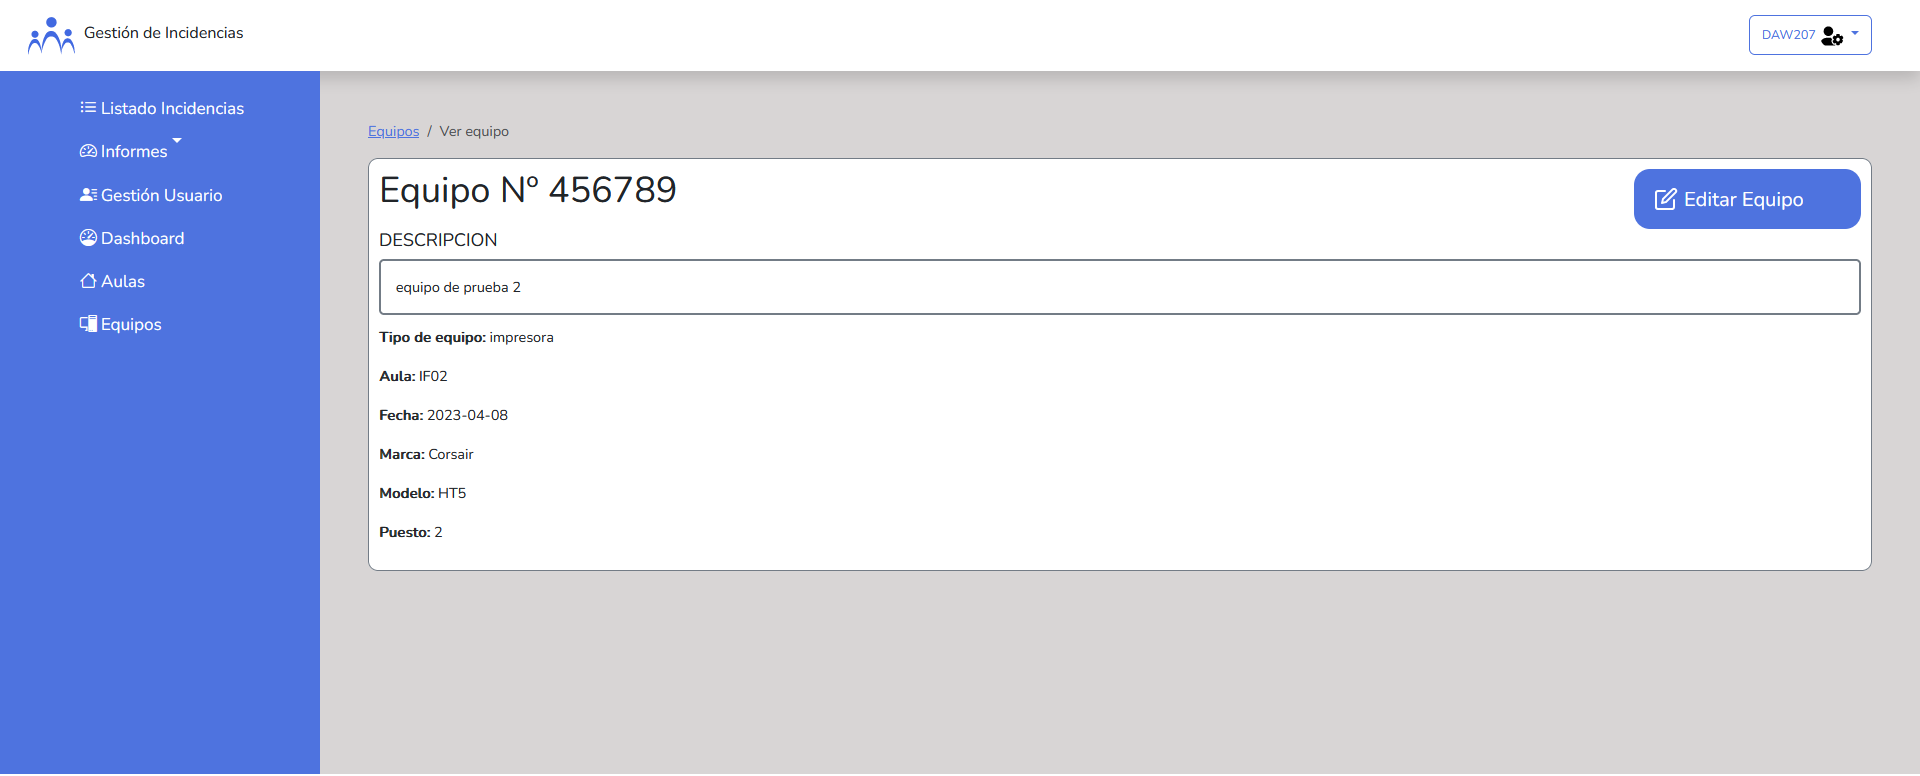 Gestión de Incidencias
DAW207
Listado Incidencias
Informes
Gestión Usuario
Dashboard
Aulas
Equipos
Equipos / Ver equipo
Equipo Nº 456789
Editar Equipo
DESCRIPCION
equipo de prueba 2
Tipo de equipo: impresora
Aula: IF02
Fecha: 2023-04-08
Marca: Corsair
Modelo: HT5
Puesto: 2